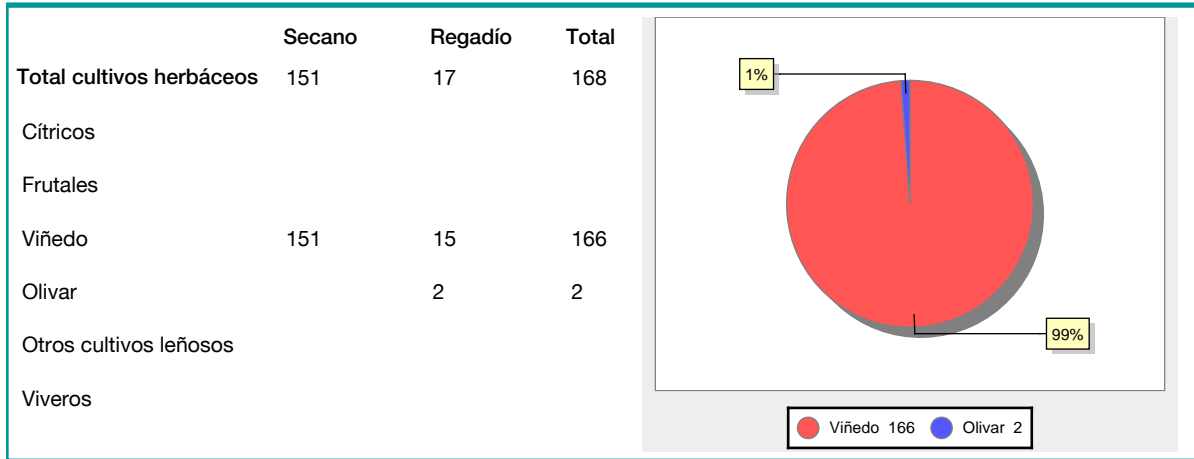 Secano Regadío Total
Total cultivos herbáceos 151 17 168
Cítricos
Frutales
Viñedo 151 15 166
Olivar 2 2
Otros cultivos leñosos
Viveros
1%
99%
Viñedo 166 Olivar 2